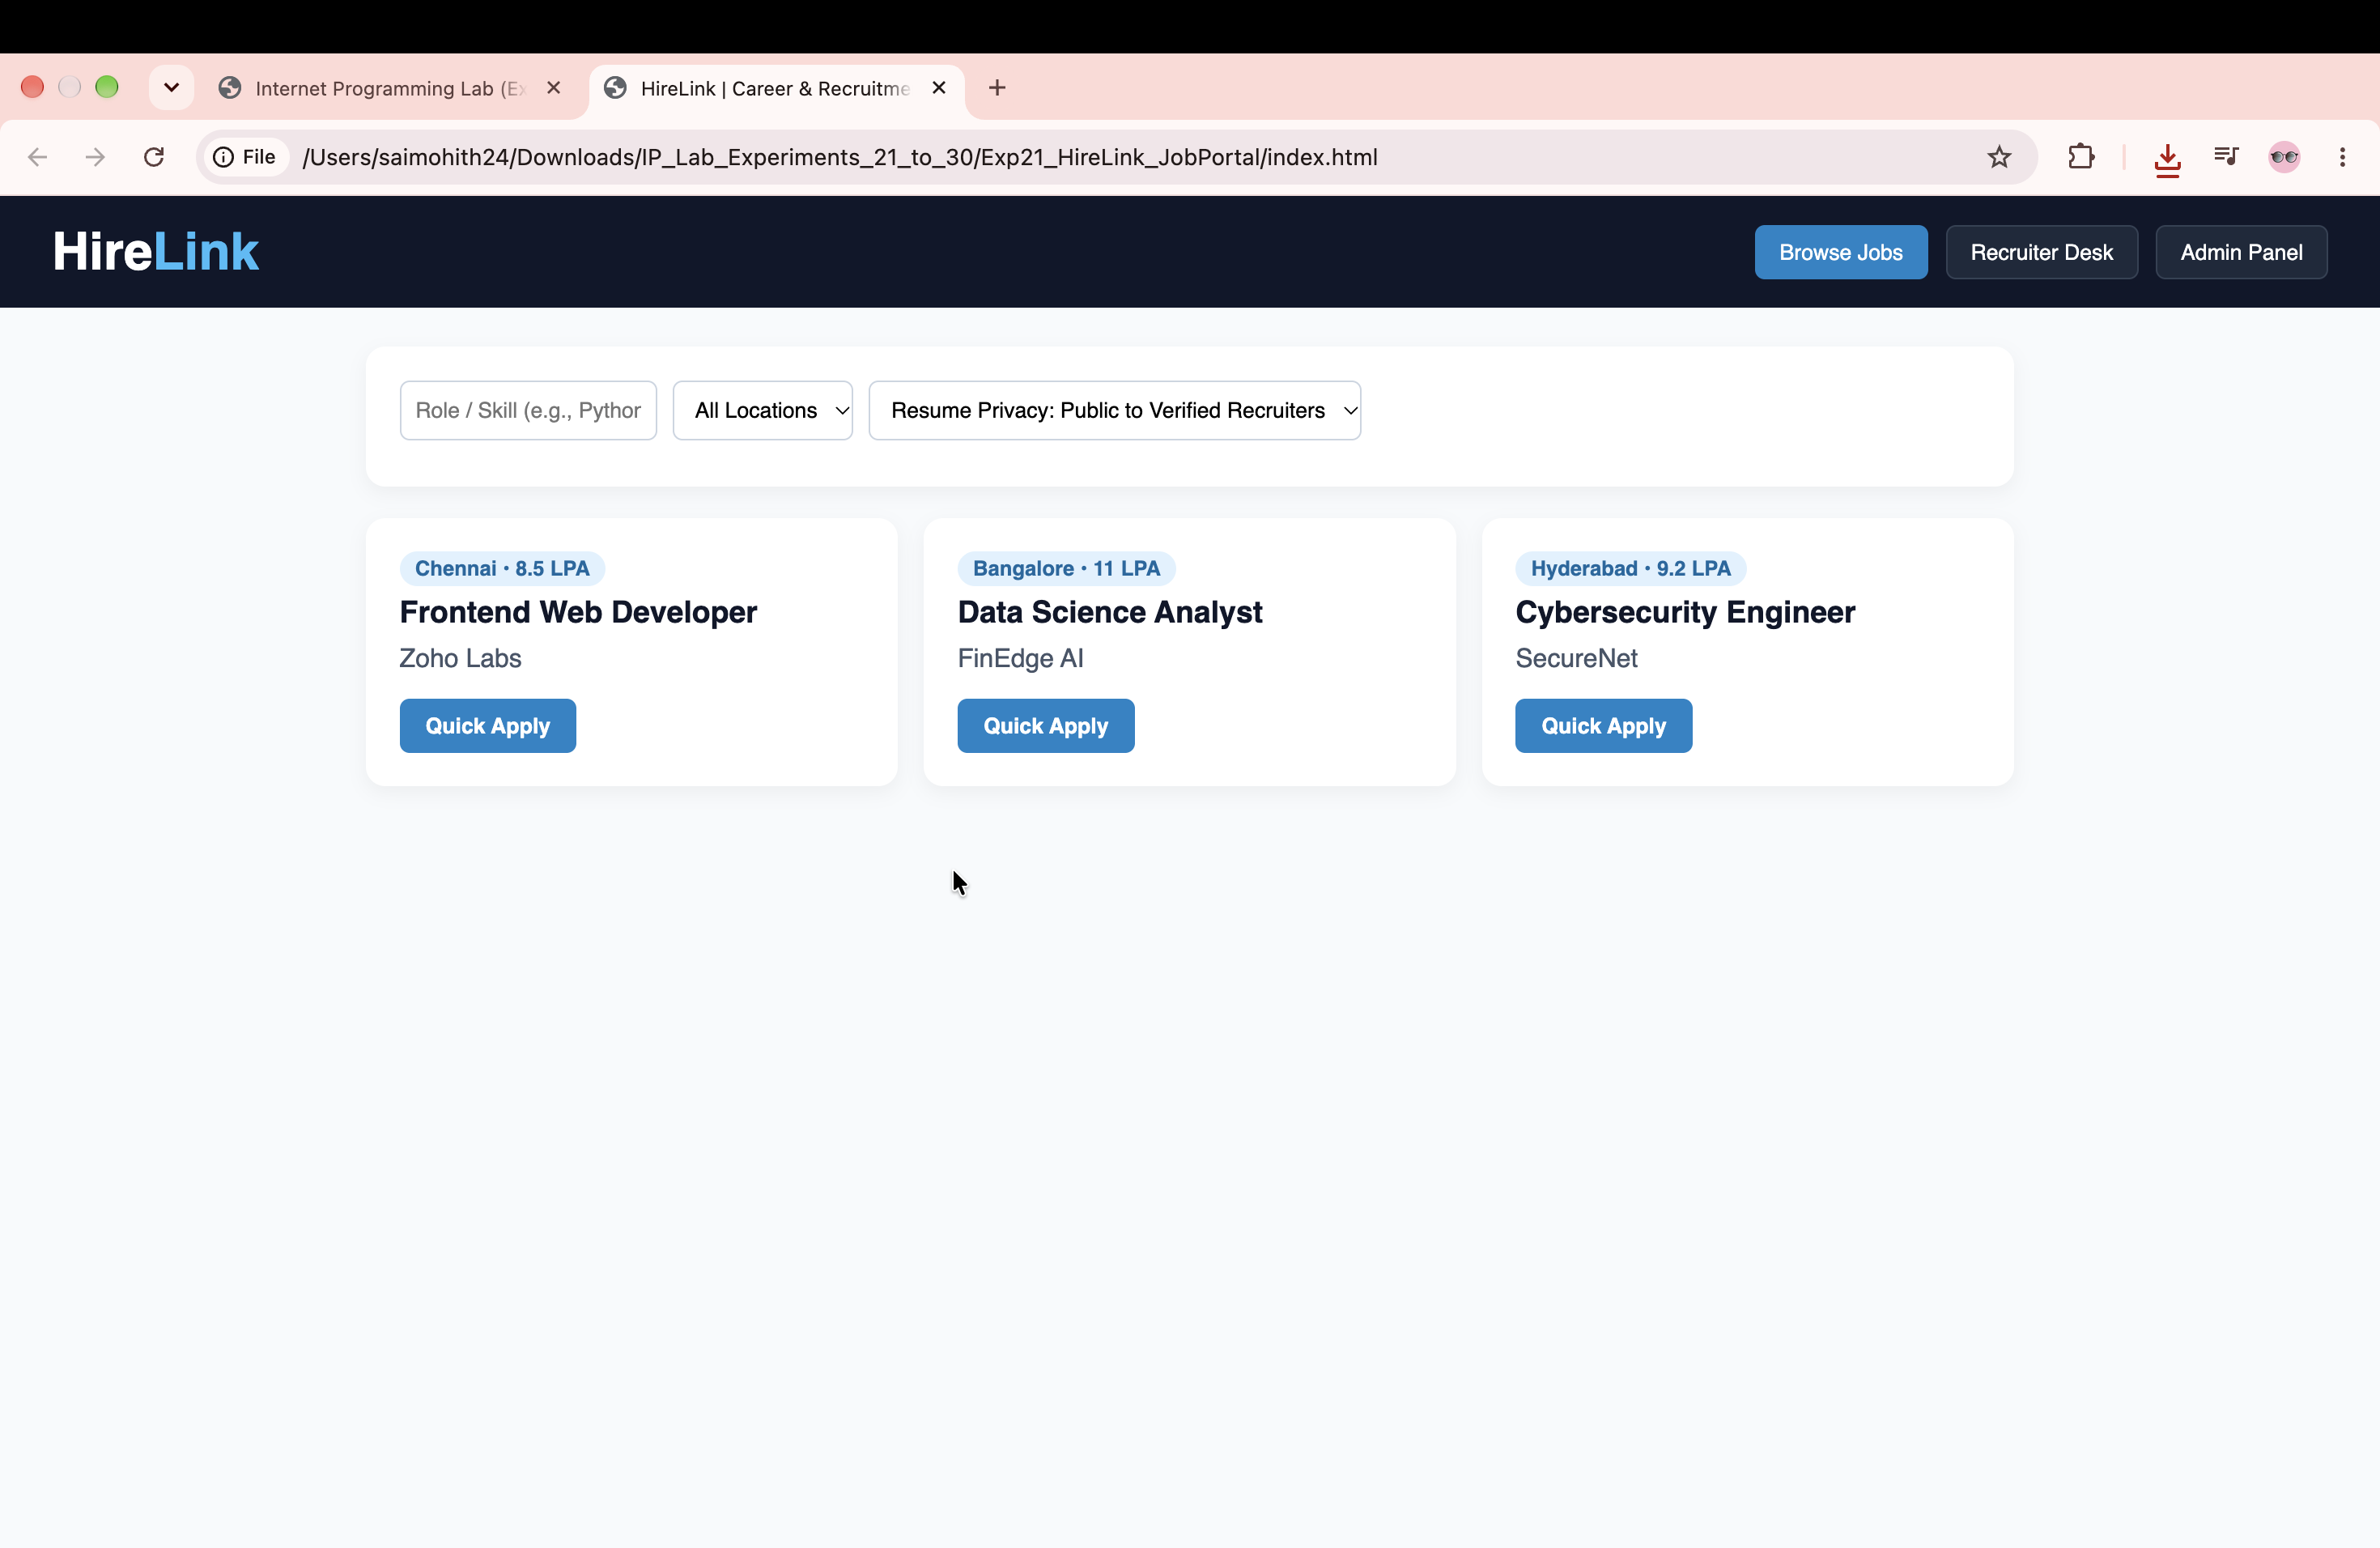 Internet Programming Lab (Ex
HireLink | Career & Recruitme
File
/Users/saimohith24/Downloads/IP_Lab_Experiments_21_to_30/Exp21_HireLink_JobPortal/index.html
HireLink
Browse Jobs
Recruiter Desk
Admin Panel
Role / Skill (e.g., Python
All Locations
Resume Privacy: Public to Verified Recruiters
Chennai • 8.5 LPA
Frontend Web Developer
Zoho Labs
Quick Apply
Bangalore • 11 LPA
Data Science Analyst
FinEdge AI
Quick Apply
Hyderabad • 9.2 LPA
Cybersecurity Engineer
SecureNet
Quick Apply